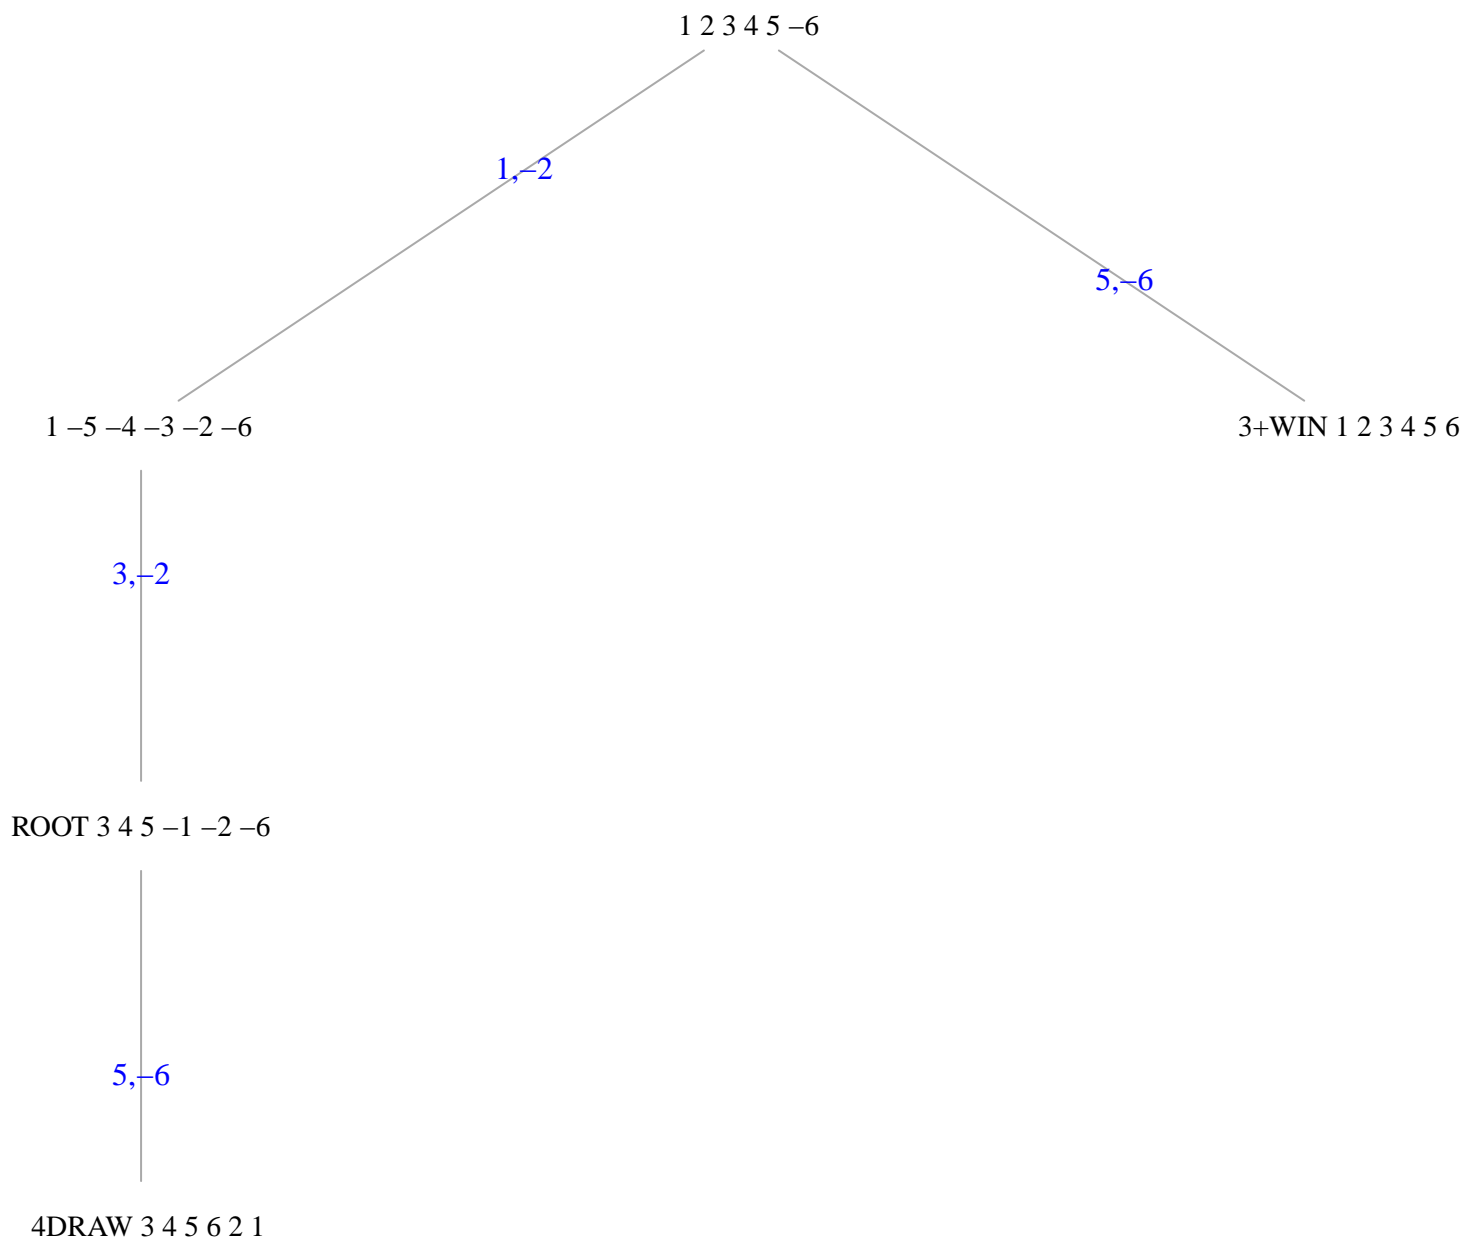 1 2 3 4 5 –6
1,–2
5,–6
1 –5 –4 –3 –2 –6
3+WIN 1 2 3 4 5 6
3,–2
ROOT 3 4 5 –1 –2 –6
5,–6
4DRAW 3 4 5 6 2 1